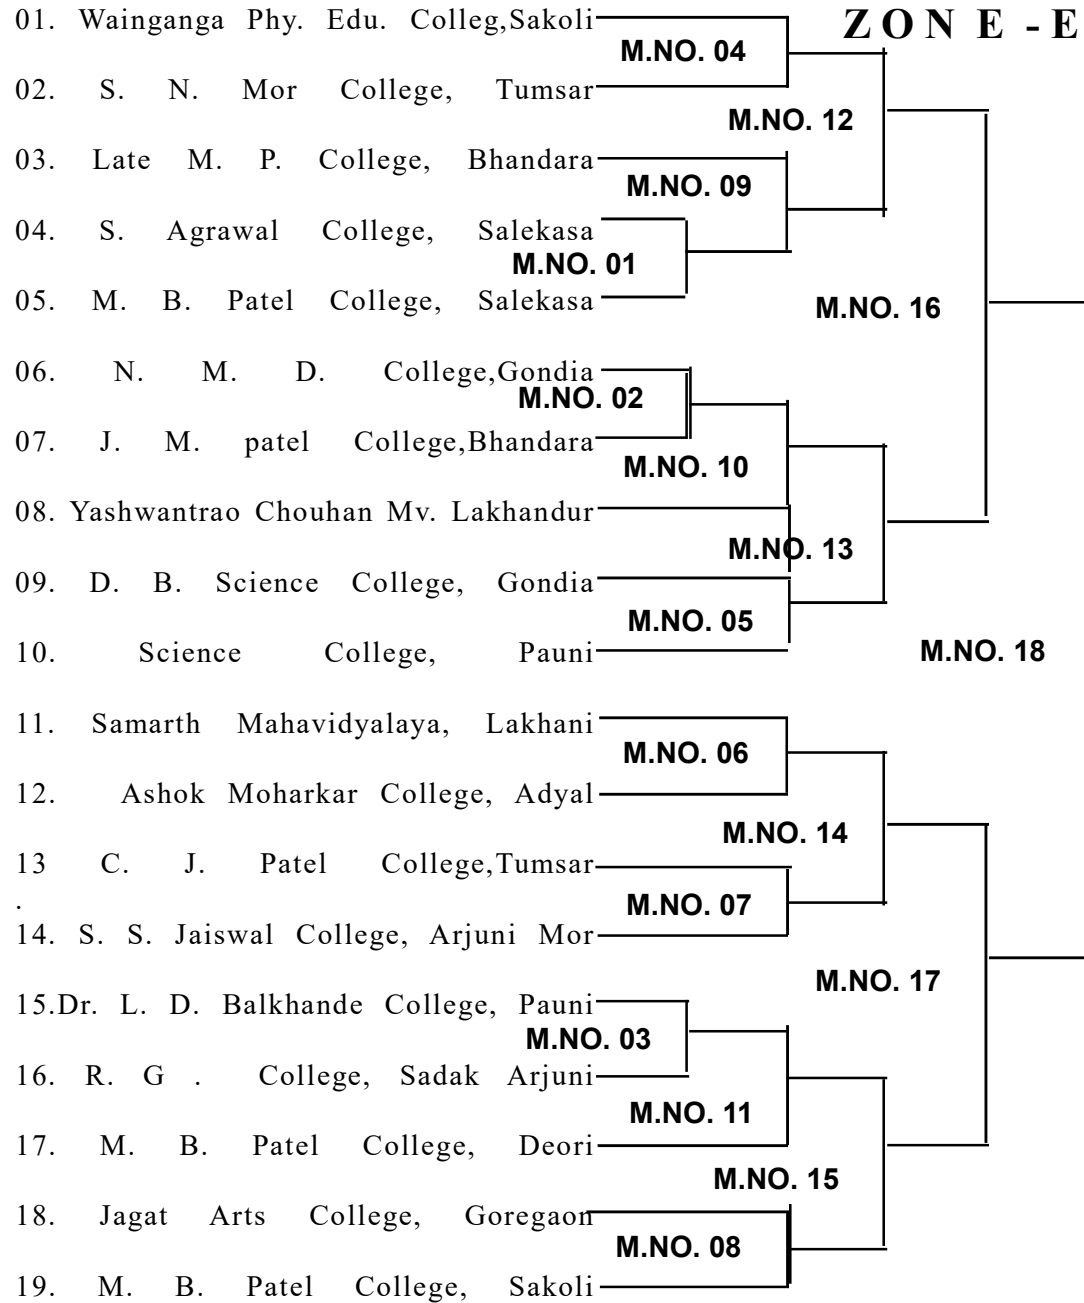 01. Wainganga Phy. Edu. Colleg,Sakoli
ZONE -E
M.NO. 04
02. S. N. Mor College, Tumsar
M.NO. 12
03. Late M. P. College, Bhandara
M.NO. 09
04. S. Agrawal College, Salekasa
M.NO. 01
05. M. B. Patel College, Salekasa
M.NO. 16
06. N. M. D. College,Gondia
M.NO. 02
07. J. M. patel College,Bhandara
M.NO. 10
08. Yashwantrao Chouhan Mv. Lakhandur
M.NO. 13
09. D. B. Science College, Gondia
M.NO. 05
10. Science College, Pauni
M.NO. 18
11. Samarth Mahavidyalaya, Lakhani
M.NO. 06
12. Ashok Moharkar College, Adyal
M.NO. 14
13 C. J. Patel College,Tumsar
.
M.NO. 07
14. S. S. Jaiswal College, Arjuni Mor
M.NO. 17
15.Dr. L. D. Balkhande College, Pauni
M.NO. 03
16. R. G . College, Sadak Arjuni
M.NO. 11
17. M. B. Patel College, Deori
M.NO. 15
18. Jagat Arts College, Goregaon
M.NO. 08
19. M. B. Patel College, Sakoli